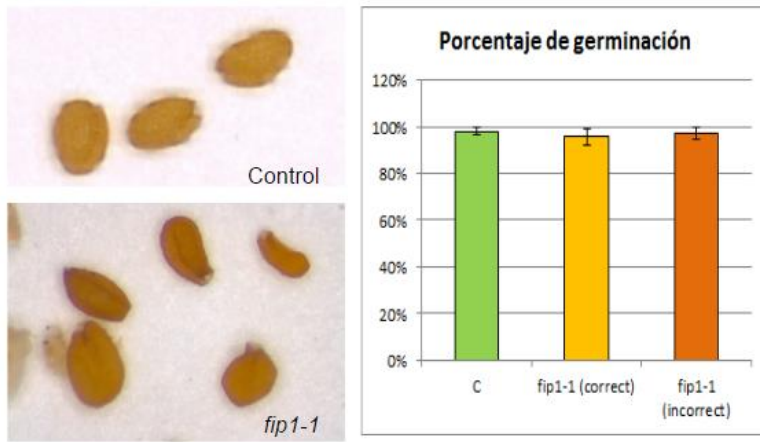 Control
fip1-1
Porcentaje de germinación
120%
100%
80%
60%
40%
20%
0%
C
fip1-1 (correct)
fip1-1
(incorrect)